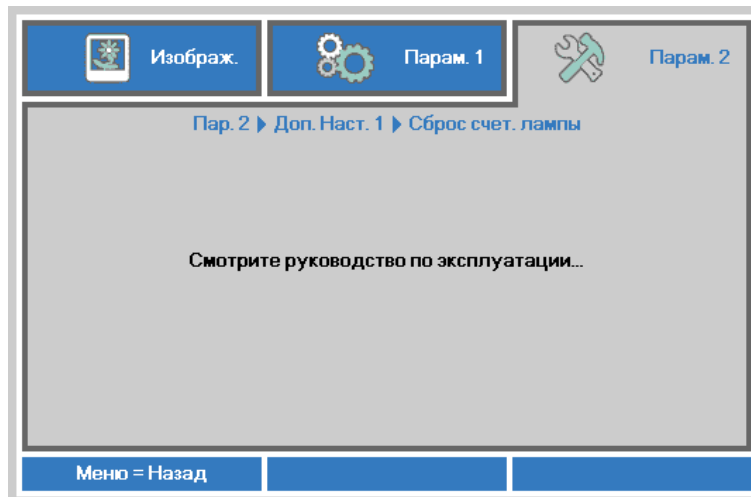 Изображ.
Парам. 1
Парам. 2
Пар. 2 Доп. Наст. 1 Сброс счет. лампы
Смотрите руководство по эксплуатации...
Меню = Назад